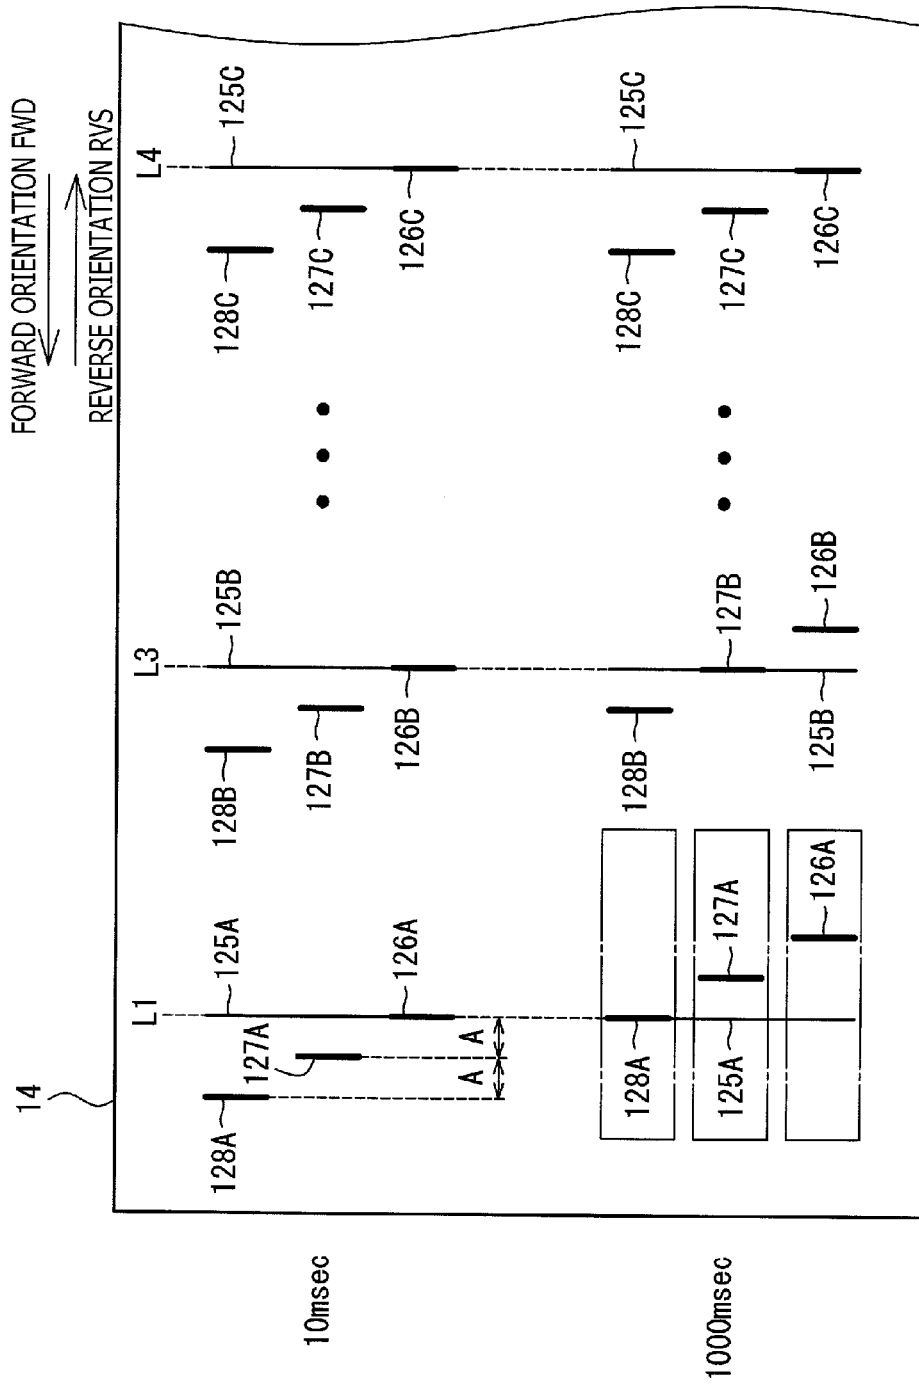 FORWARD ORIENTATION FWD
REVERSE ORIENTATION RVS
14
L1
L3
L4
10msec
128A
127A
125A
126A
A
A
128B
127B
125B
126B
128C
127C
125C
126C
1000msec
128A
125A
127A
126A
128B
127B
125B
126B
128C
127C
125C
126C